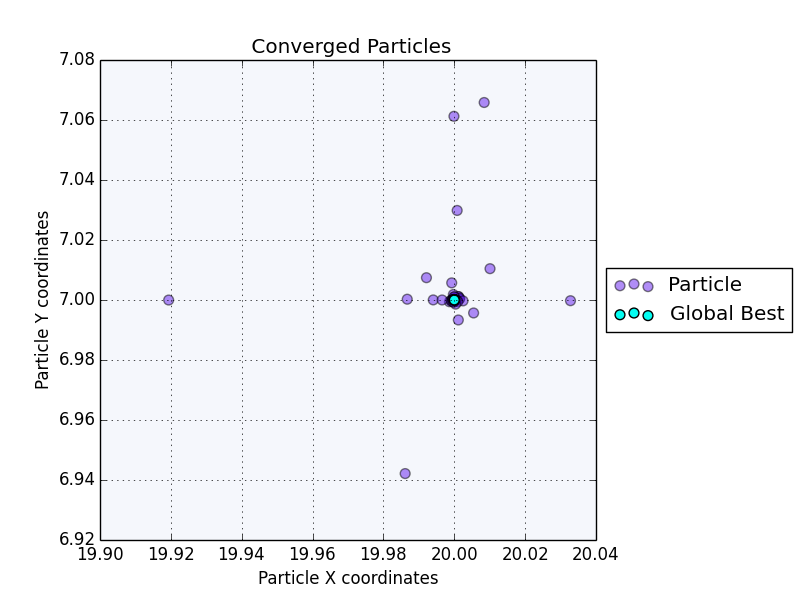 Converged Particles
7.08
7.06
7.04
7.02
7.00
6.98
6.96
6.94
6.92
Particle Y coordinates
19.90 19.92 19.94 19.96 19.98 20.00 20.02 20.04
Particle X coordinates
Particle
Global Best